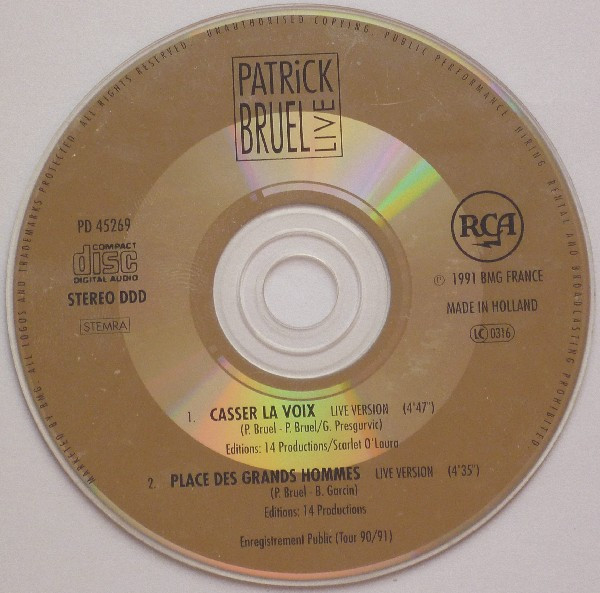 MARKETED BY BMG. ALL LOGOS AND TRADEMARKS PROTECTED. ALL RIGHTS RESERVED. UNAUTHORISED COPYING, PUBLIC PERFORMANCE, HIRING, RENTAL AND BROADCASTING PROHIBITED.
PATRiCK
BRUEL
LIVE
PD 45269
COMPACT
disc
DIGITAL AUDIO
STEREO DDD
STEMRA
RCA
℗ 1991 BMG FRANCE
MADE IN HOLLAND
LC 0316
1. CASSER LA VOIX LIVE VERSION (4'47")
(P. Bruel - P. Bruel/G. Presgurvic)
Editions: 14 Productions/Scarlet O'Laura
2. PLACE DES GRANDS HOMMES LIVE VERSION (4'35")
(P. Bruel - B. Garcin)
Editions: 14 Productions
Enregistrement Public (Tour 90/91)